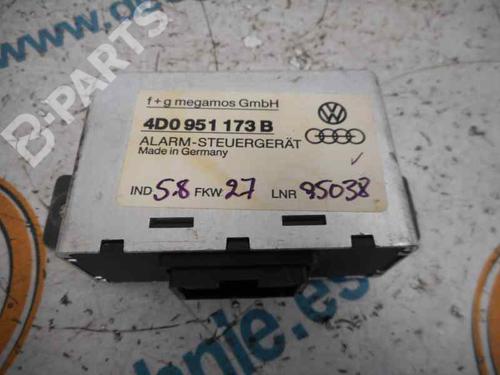 f+g megamos GmbH
4D0 951 173 B
ALARM-STEUERGERÄT
Made in Germany
IND 5.8 FKW 27 LNR 95038
B-PARTS